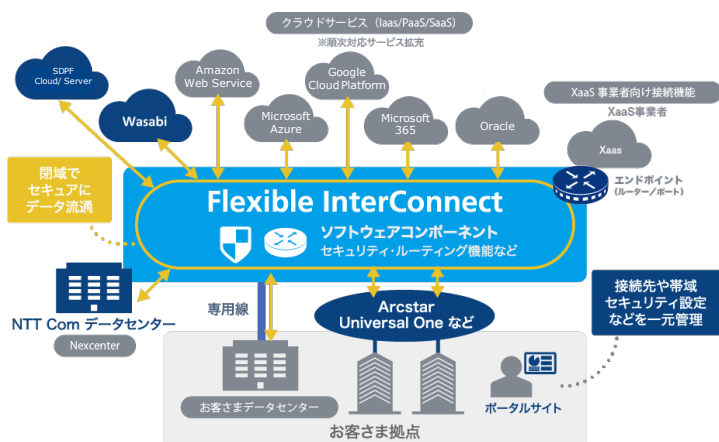 クラウドサービス（Iaas/PaaS/SaaS）
※順次対応サービス拡充
SDPF
Cloud/ Server
Wasabi
Amazon
Web Service
Microsoft
Azure
Google
Cloud Platform
Microsoft
365
Oracle
XaaS 事業者向け接続機能
XaaS事業者
Xaas
エンドポイント
(ルーター／ポート)
閉域で
セキュアに
データ流通
Flexible InterConnect
ソフトウェアコンポーネント
セキュリティ・ルーティング機能など
NTT Com データセンター
Nexcenter
専用線
Arcstar
Universal One など
接続先や帯域
セキュリティ設定
などを一元管理
お客さまデータセンター
ポータルサイト
お客さま拠点